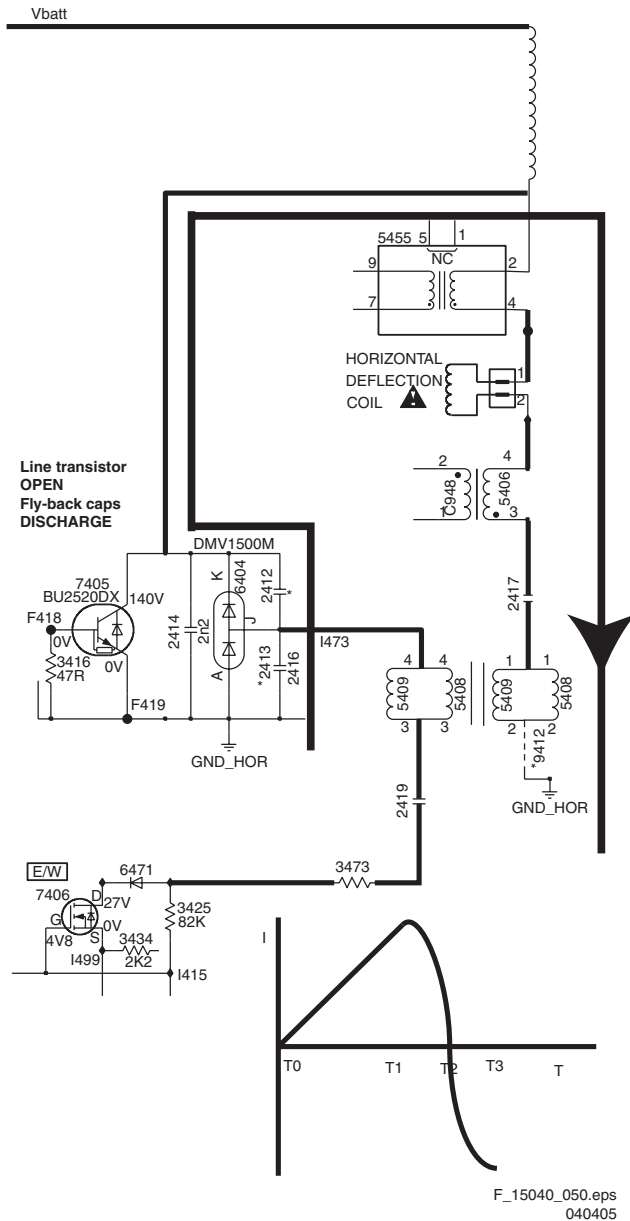 Vbatt
5455 5 1
NC
9 2
7 4
HORIZONTAL
DEFLECTION
COIL
1
2
2 4
C948
5406
1 3
Line transistor
OPEN
Fly-back caps
DISCHARGE
DMV1500M
7405
BU2520DX
140V
F418
0V
3416
47R
0V
F419
2414
2n2
K
6404
A
2412
*
*2413
2416
I473
GND_HOR
2417
4 4
5409
5408
3 3
1 1
5409
5408
2 2
*9412
GND_HOR
2419
E/W
6471
3473
7406
D
27V
G
0V
4V8
S
3425
82K
3434
2K2
I499
I415
I
T0 T1 T2 T3 T
F_15040_050.eps
040405